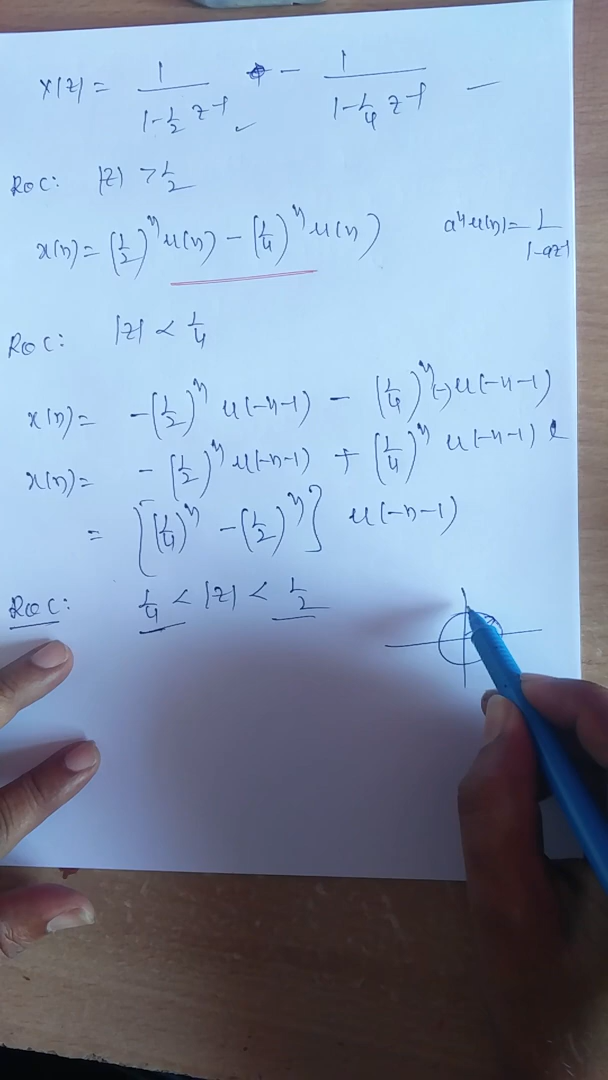 X(z) = 1/(1-1/2 z-1) - 1/(1-1/4 z-1)
ROC: |z| > 1/2
x(n) = (1/2)^n u(n) - (1/4)^n u(n)
a^n u(n) = 1/(1-az-1)
ROC: |z| < 1/4
x(n) = -(1/2)^n u(-n-1) - (1/4)^n (-) u(-n-1)
x(n) = -(1/2)^n u(-n-1) + (1/4)^n u(-n-1)
= [(1/4)^n - (1/2)^n] u(-n-1)
ROC: 1/4 < |z| < 1/2